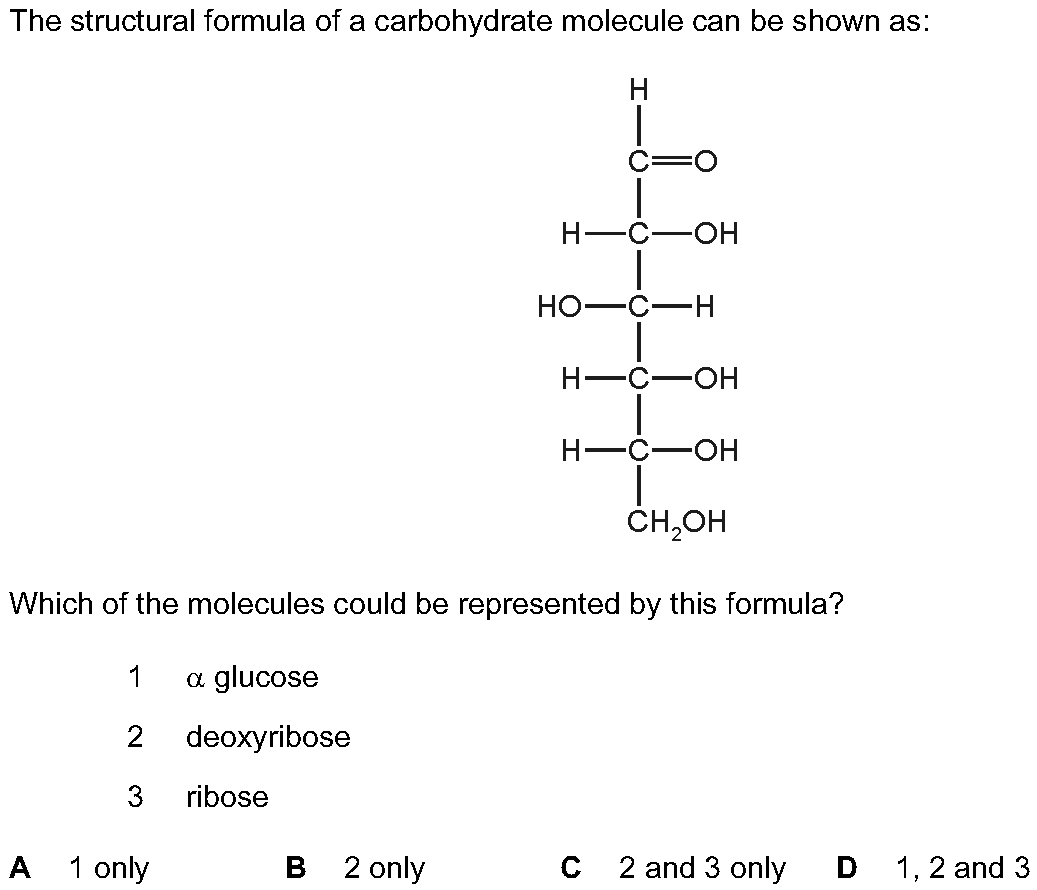 The structural formula of a carbohydrate molecule can be shown as:
H
C=O
H—C—OH
HO—C—H
H—C—OH
H—C—OH
CH₂OH
Which of the molecules could be represented by this formula?
1 α glucose
2 deoxyribose
3 ribose
A 1 only B 2 only C 2 and 3 only D 1, 2 and 3